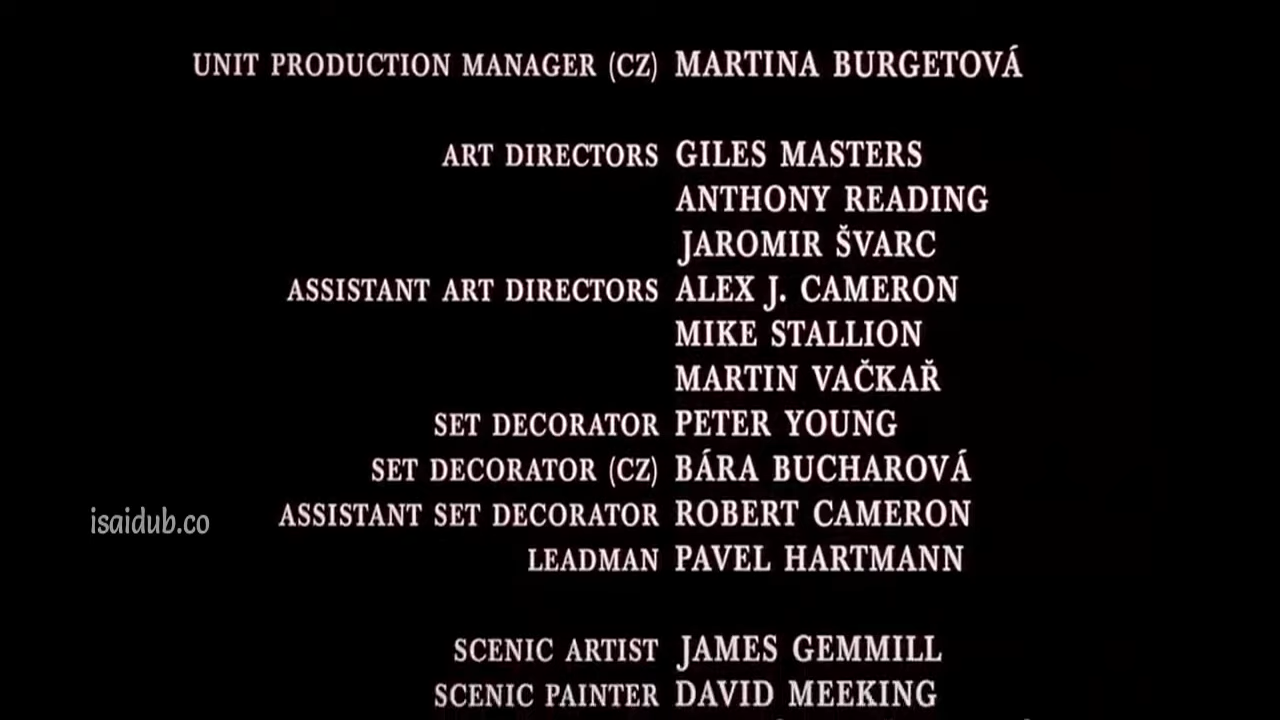 UNIT PRODUCTION MANAGER (CZ) MARTINA BURGETOVÁ
ART DIRECTORS GILES MASTERS
ANTHONY READING
JAROMIR ŠVARC
ASSISTANT ART DIRECTORS ALEX J. CAMERON
MIKE STALLION
MARTIN VAČKAŘ
SET DECORATOR PETER YOUNG
SET DECORATOR (CZ) BÁRA BUCHAROVÁ
isaidub.co
ASSISTANT SET DECORATOR ROBERT CAMERON
LEADMAN PAVEL HARTMANN
SCENIC ARTIST JAMES GEMMILL
SCENIC PAINTER DAVID MEEKING